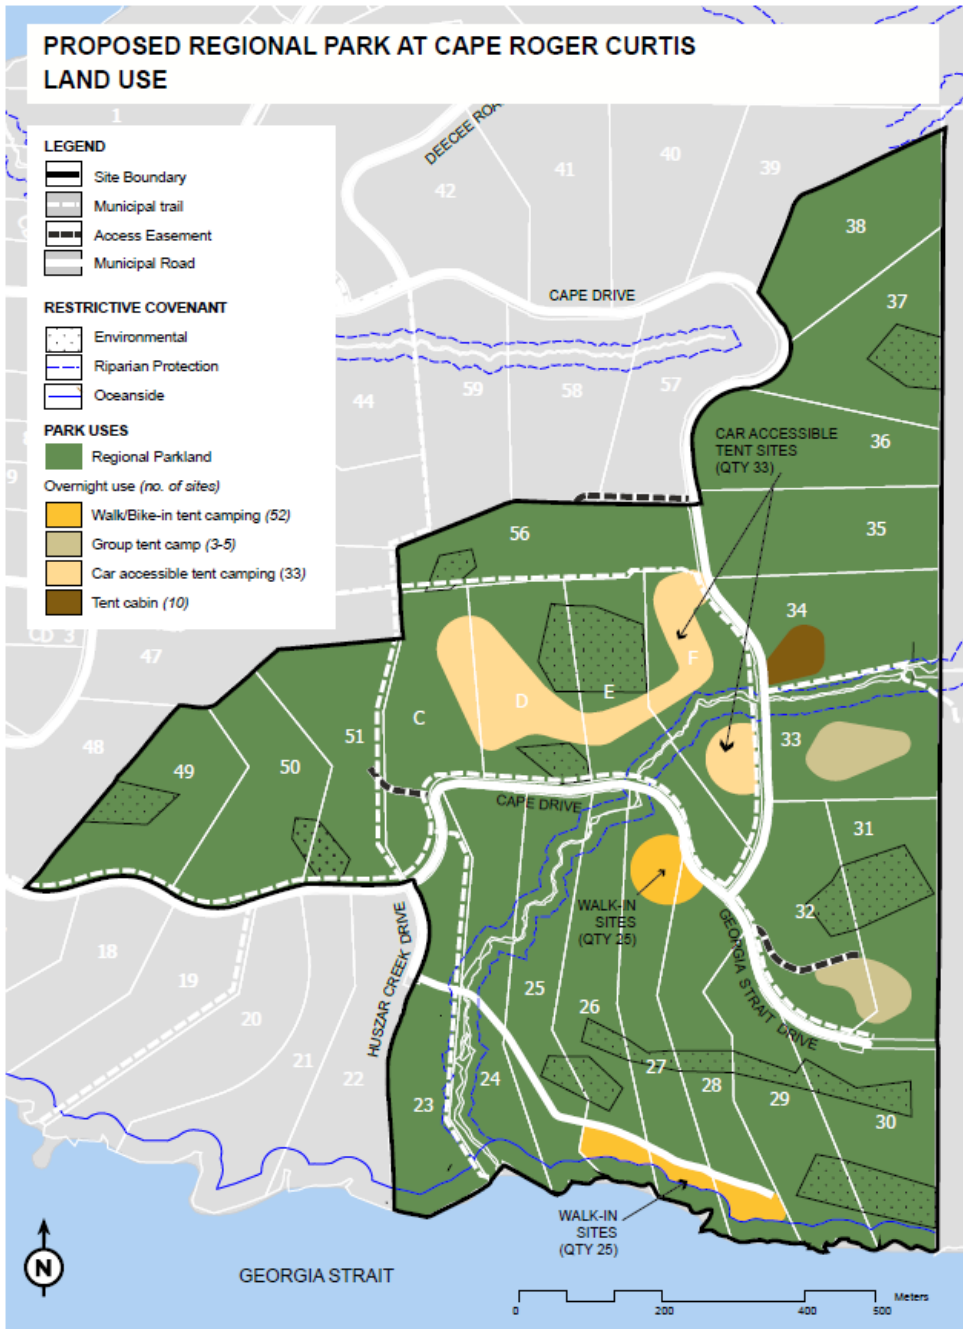 PROPOSED REGIONAL PARK AT CAPE ROGER CURTIS
LAND USE
1
LEGEND
Site Boundary
Municipal trail
Access Easement
Municipal Road
RESTRICTIVE COVENANT
Environmental
Riparian Protection
Oceanside
PARK USES
Regional Parkland
Overnight use (no. of sites)
Walk/Bike-in tent camping (52)
Group tent camp (3-5)
Car accessible tent camping (33)
Tent cabin (10)
DEECEE ROA
42
41
40
39
38
37
CAPE DRIVE
59
58
57
44
9
36
CAR ACCESSIBLE
TENT SITES
(QTY 33)
35
56
34
CD 3
47
48
49
50
51
C
D
E
F
33
CAPE DRIVE
31
32
WALK-IN
SITES
(QTY 25)
GEORGIA STRAIT DRIVE
HUSZAR CREEK DRIVE
18
19
20
21
22
23
24
25
26
27
28
29
30
WALK-IN
SITES
(QTY 25)
N
GEORGIA STRAIT
0
200
400
500
Meters